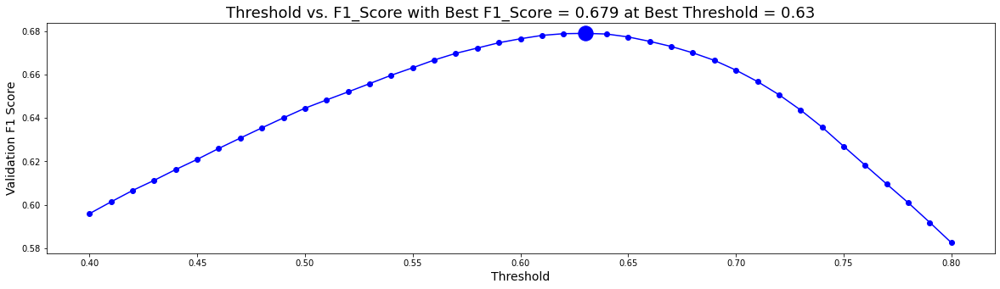 Threshold vs. F1_Score with Best F1_Score = 0.679 at Best Threshold = 0.63
0.68
0.66
0.64
0.62
0.60
0.58
Validation F1 Score
0.40 0.45 0.50 0.55 0.60 0.65 0.70 0.75 0.80
Threshold